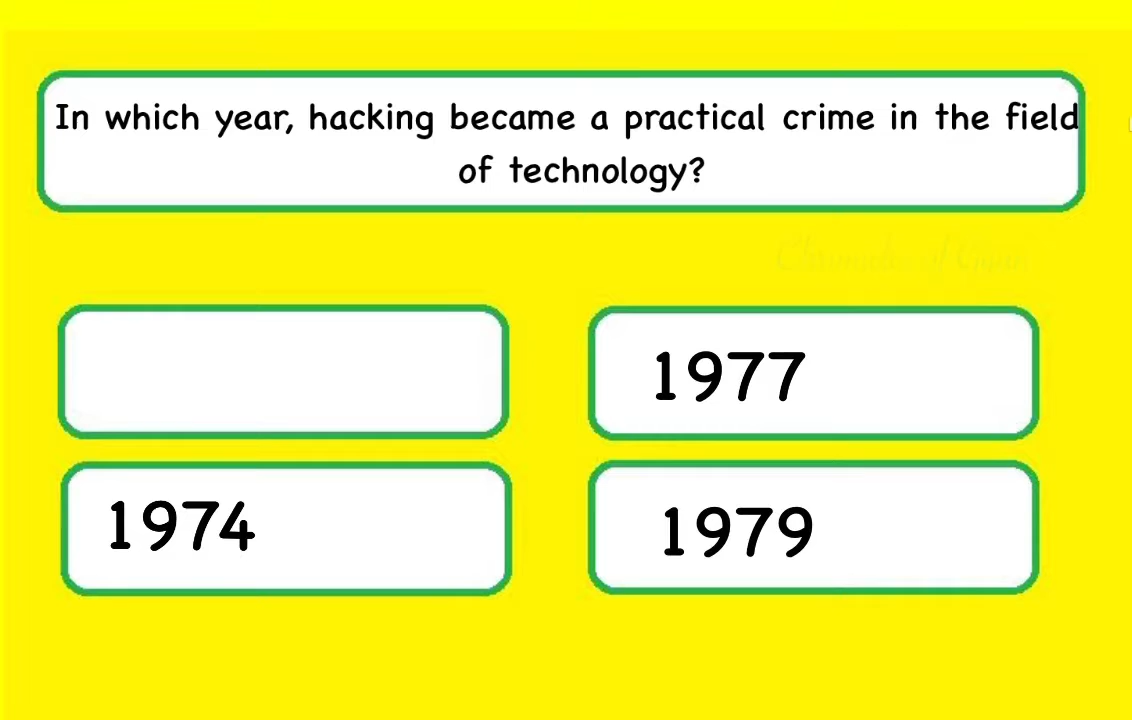 In which year, hacking became a practical crime in the field
of technology?
1977
1974
1979